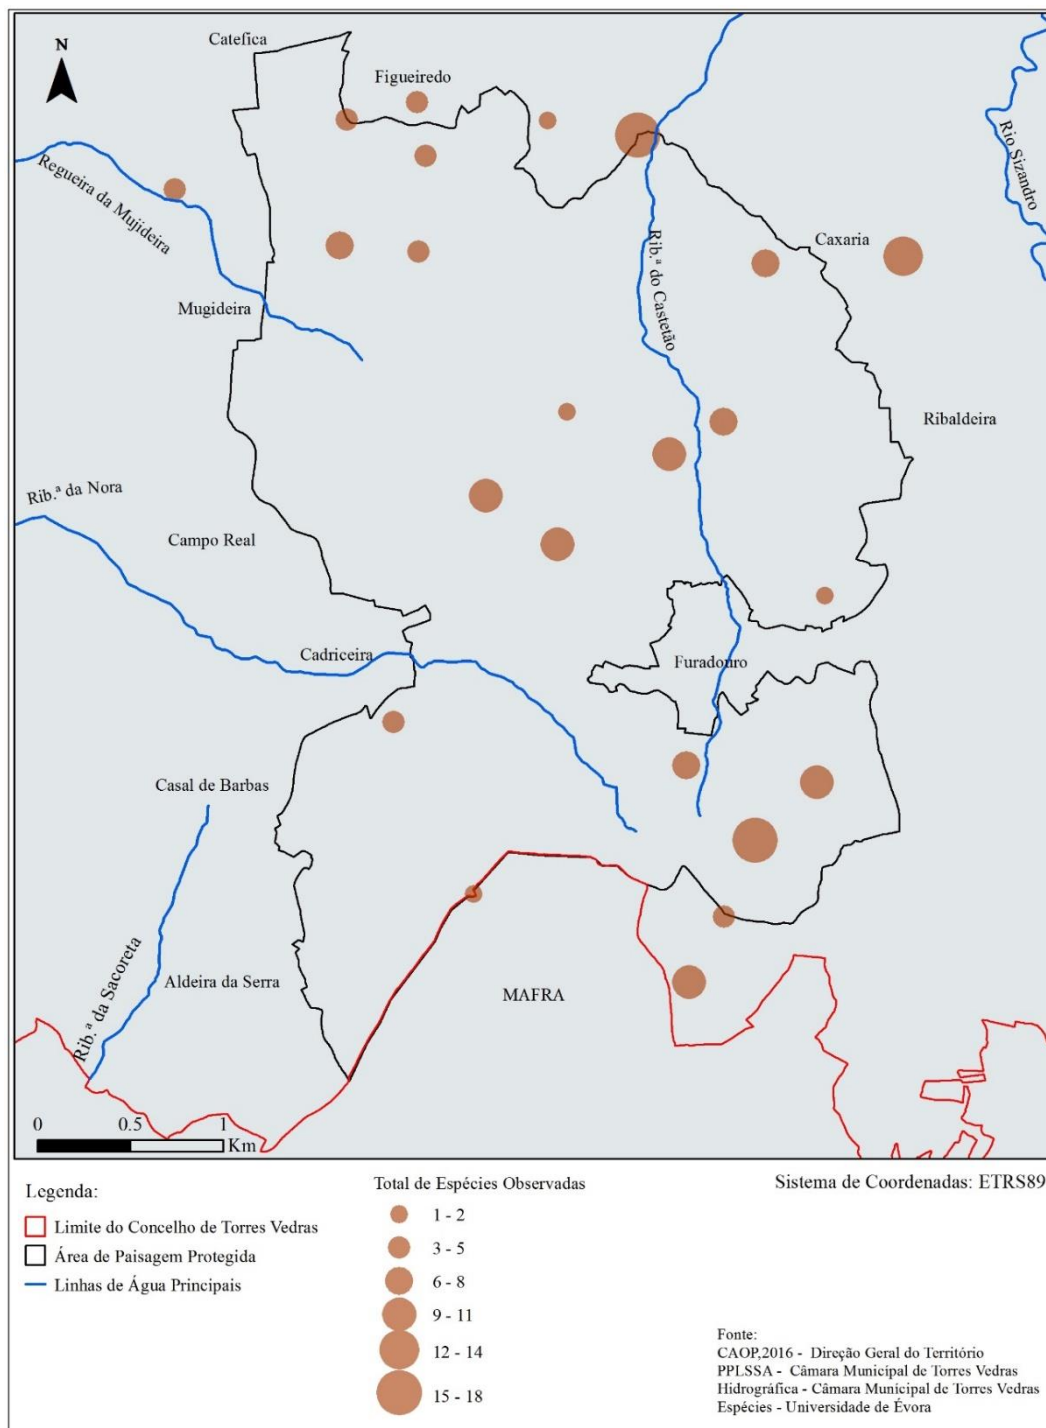 Catefica
N
Figueiredo
Rio Sizandro
Regueira da Mujideira
Rib.ª do Castetão
Caxaria
Mugideira
Ribaldeira
Rib.ª da Nora
Campo Real
Cadriceira
Furadouro
Casal de Barbas
Rib.ª da Sacoreta
Aldeira da Serra
MAFRA
0 0.5 1
Km
Legenda:
Limite do Concelho de Torres Vedras
Área de Paisagem Protegida
Linhas de Água Principais
Total de Espécies Observadas
1 - 2
3 - 5
6 - 8
9 - 11
12 - 14
15 - 18
Sistema de Coordenadas: ETRS89
Fonte:
CAOP,2016 - Direção Geral do Território
PPLSSA - Câmara Municípal de Torres Vedras
Hidrográfica - Câmara Municípal de Torres Vedras
Espécies - Universidade de Évora